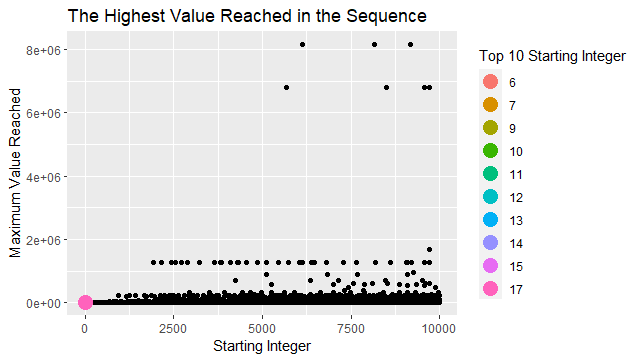 The Highest Value Reached in the Sequence
8e+06
6e+06
4e+06
2e+06
0e+00
Maximum Value Reached
0
2500
5000
7500
10000
Starting Integer
Top 10 Starting Integer
6
7
9
10
11
12
13
14
15
17